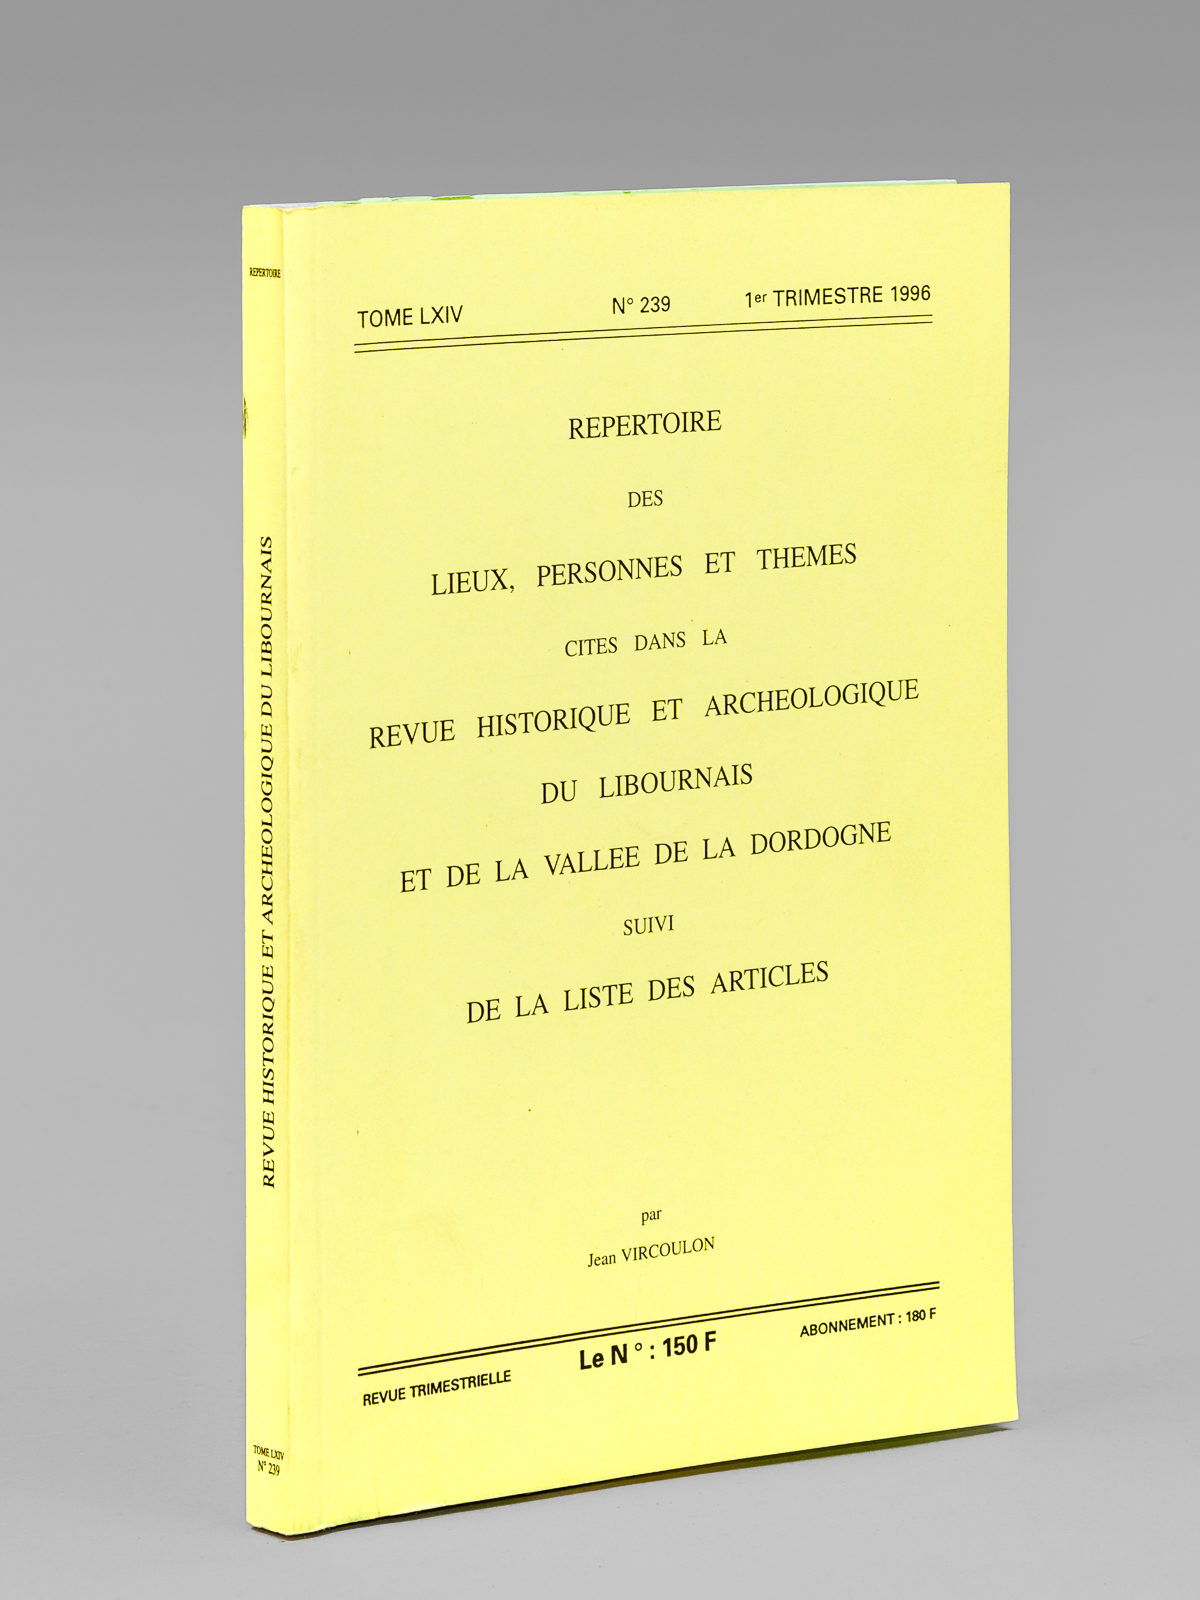 TOME LXIV N° 239 1er TRIMESTRE 1996
REPERTOIRE
DES
LIEUX, PERSONNES ET THEMES
CITES DANS LA
REVUE HISTORIQUE ET ARCHEOLOGIQUE
DU LIBOURNAIS
ET DE LA VALLEE DE LA DORDOGNE
SUIVI
DE LA LISTE DES ARTICLES
par
Jean VIRCOULON
REVUE TRIMESTRIELLE Le N° : 150 F ABONNEMENT : 180 F
REPERTOIRE
REVUE HISTORIQUE ET ARCHEOLOGIQUE DU LIBOURNAIS
TOME LXIV
N° 239